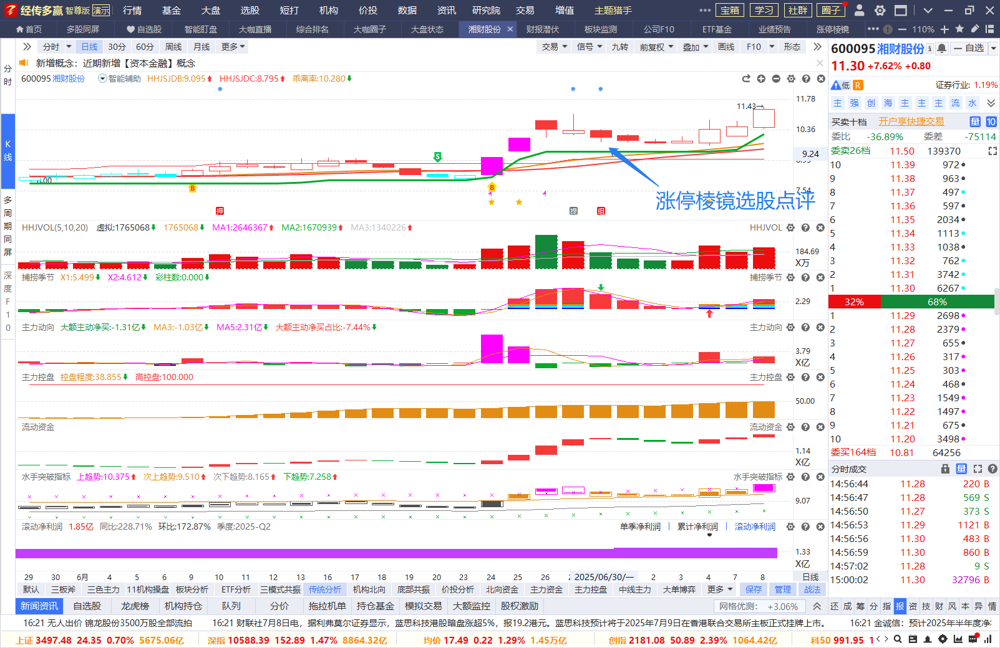 经传多赢 智尊版 演示 行情 基金 大盘 选股 短打 机构 价投 数据 资讯 研究院 交易 增值 主题猎手 宝箱 学习 社群 圈子
首页 多股同屏 自选股 智能盯盘 大咖直播 综合排名 大咖圈子 大盘状态 湘财股份 财报潜伏 板块监测 公司F10 ETF基金 业绩预告 涨停棱镜 110%
分时 日线 30分 60分 周线 月线 更多 交易 信号 九转 前复权 叠加 画线 F10 形态
新增概念：近期新增【资本金融】概念
600095 湘财股份 智能辅助 HHJSJDB:9.095 HHJSJDC:8.795 乖离率:10.280
11.78
11.43
10.36
9.24
8.00
7.54
S
B
B
押
提
组
涨停棱镜选股点评
HHJVOL(5,10,20) 虚拟:1765068 1765068 MA1:2646367 MA2:1670939 MA3:1340226 HHJVOL
184.69
X万
捕捞季节 X1:5.499 X2:4.612 彩柱数:0.000 捕捞季节
2.29
主力动向 大额主动净买:-1.31亿 MA3:-1.03亿 MA5:2.31亿 大额主动净买占比:-7.44% 主力动向
3.79
X亿
主力控盘 控盘程度:38.855 高控盘:100.000 主力控盘
50.00
流动资金 流动资金
1.14
X亿
水手突破指标 上趋势:10.375 次上趋势:9.510 次下趋势:8.165 下趋势:7.258 水手突破指标
9.07
滚动净利润 1.85亿 同比:228.71% 环比:172.87% 季度:2025-Q2 单季净利润 累计净利润 滚动净利润
1.33
X亿
29 30 6月 4 5 6 9 10 11 12 13 16 17 18 19 20 23 24 25 26 2025/06/30/一 2 3 4 7 8 日线
默认 三板斧 三色主力 11机构操盘 板块分析 ETF分析 三模式共振 传统分析 机构北向 底部共振 价投分析 北向资金 主力资金 主力控盘 中线主力 大单博弈 更多 保存 管理 战法
新闻资讯 自选股 龙虎榜 机构持仓 队列 分价 拖拉机单 持仓基金 模拟交易 大额监控 股权激励 网格优测： +3.06%
16:21 无人出价 锦龙股份3500万股全部流拍 16:21 财联社7月8日电，据利弗莫尔证券显示，蓝思科技港股暗盘涨超5%，报19.2港元。蓝思科技预计将于2025年7月9日在香港联合交易所主板正式挂牌上市。 16:21 金诚信：预计2025年半年度净
上证 3497.48 24.35 0.70% 5675.06亿 深指 10588.39 152.89 1.47% 8864.32亿 均价 17.49 0.22 1.29% 1.45万亿 创指 2181.08 50.89 2.39% 1064.42亿 科50 991.95 1
分时
K线
多周期同屏
深度F10
600095 湘财股份 自选
11.30 +7.62% +0.80
低 R 证券行业: 1.19%
主 强 创 海 主 主 主 流 水
买卖十档 开户享快捷交易 量 10
委比 -36.89% 委差 -75114
委卖26档 11.50 139370
10 11.39 972
9 11.38 963
8 11.37 497
7 11.36 597
6 11.35 2034
5 11.34 1113
4 11.33 1038
3 11.32 762
2 11.31 3742
1 11.30 6267
32% 68%
1 11.29 2698
2 11.28 2379
3 11.27 655
4 11.26 317
5 11.25 303
6 11.24 468
7 11.23 1549
8 11.22 1497
9 11.21 675
10 11.20 3498
委买164档 10.81 64256
分时成交 量
14:56:44 11.28 220 B
14:56:47 11.28 569 S
14:56:50 11.27 373 S
14:56:53 11.29 1121 B
14:56:56 11.30 483 B
14:56:59 11.30 860 B
14:57:02 11.28 9 S
15:00:02 11.30 32796 B
还 成 筹 分 指 报 资 技 财 风 本 异 情